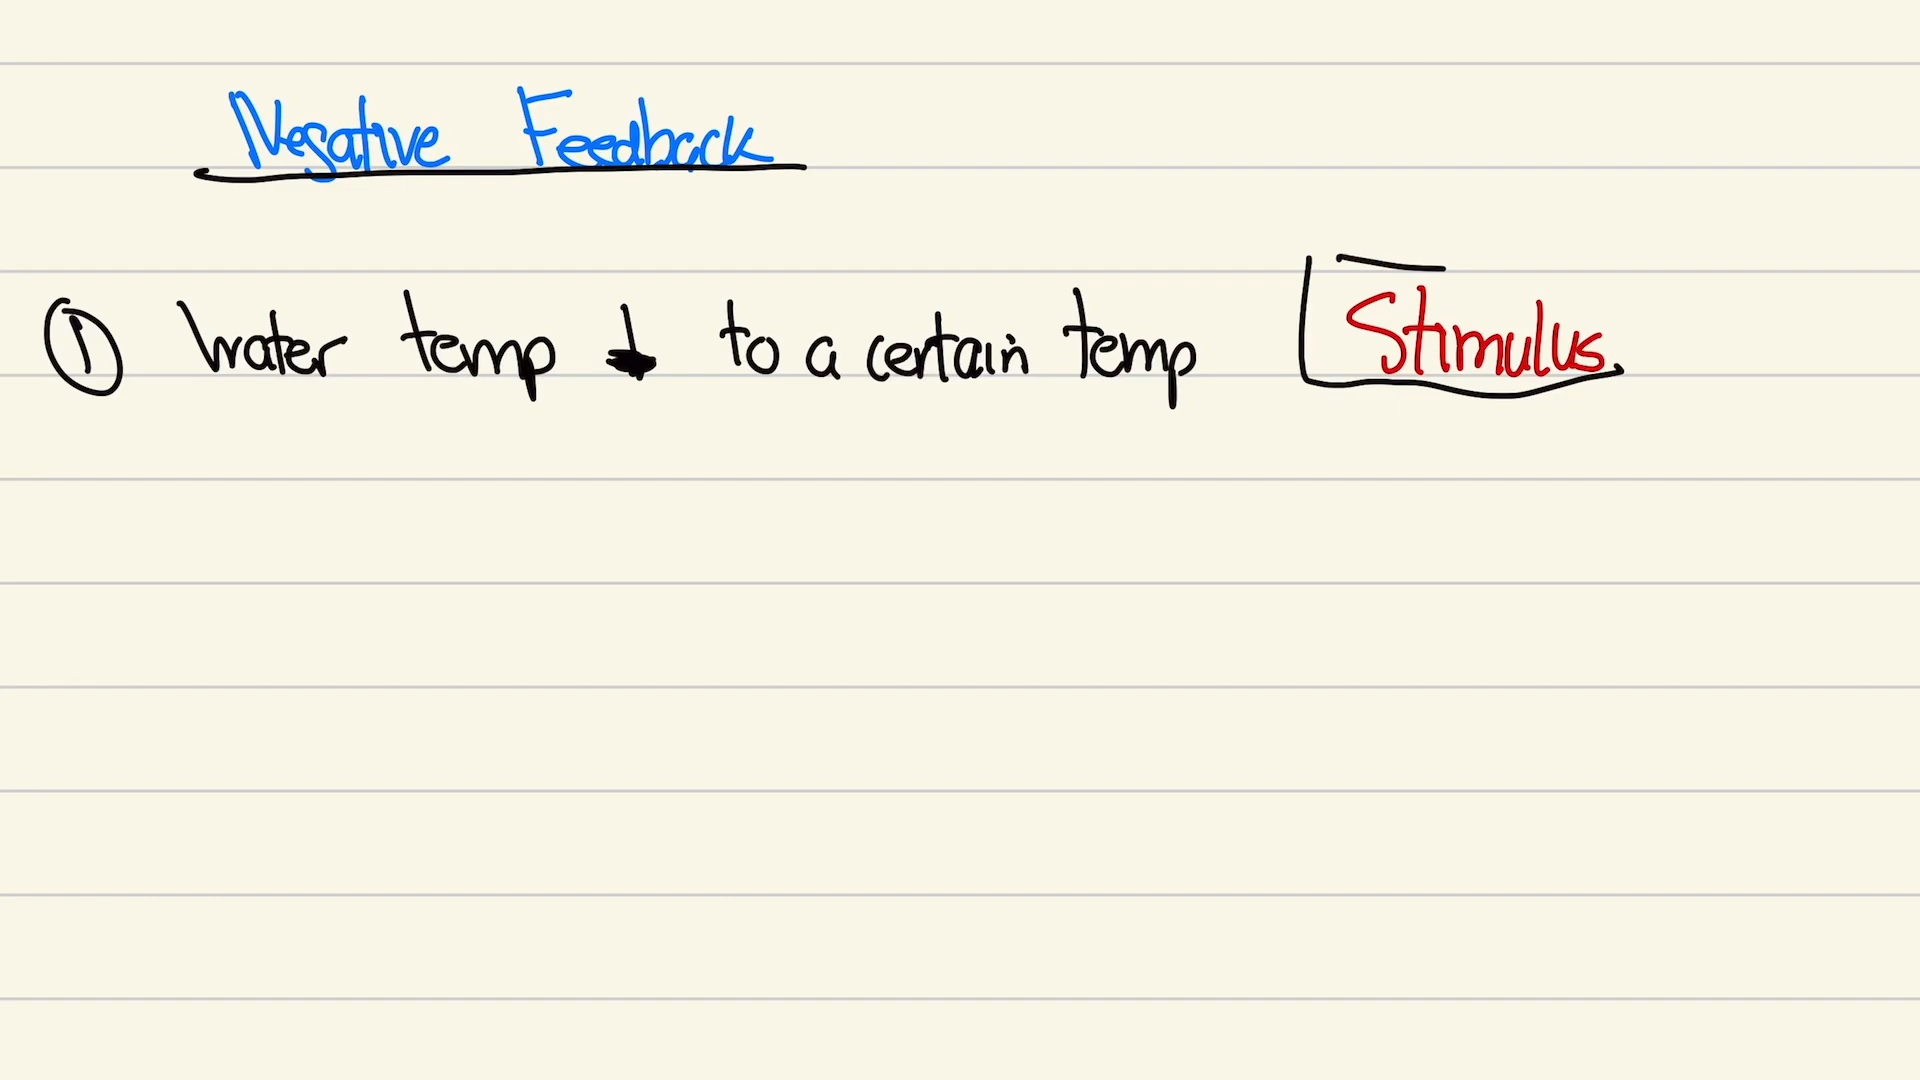 Negative Feedback
① Water temp ↓ to a certain temp Stimulus.